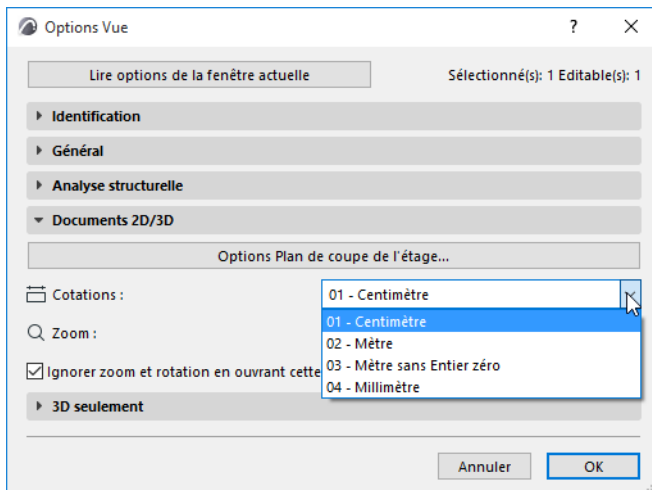 Options Vue
?
Lire options de la fenêtre actuelle
Sélectionné(s): 1 Editable(s): 1
Identification
Général
Analyse structurelle
Documents 2D/3D
Options Plan de coupe de l'étage...
Cotations :
01 - Centimètre
Zoom :
01 - Centimètre
02 - Mètre
03 - Mètre sans Entier zéro
04 - Millimètre
Ignorer zoom et rotation en ouvrant cette
3D seulement
Annuler
OK